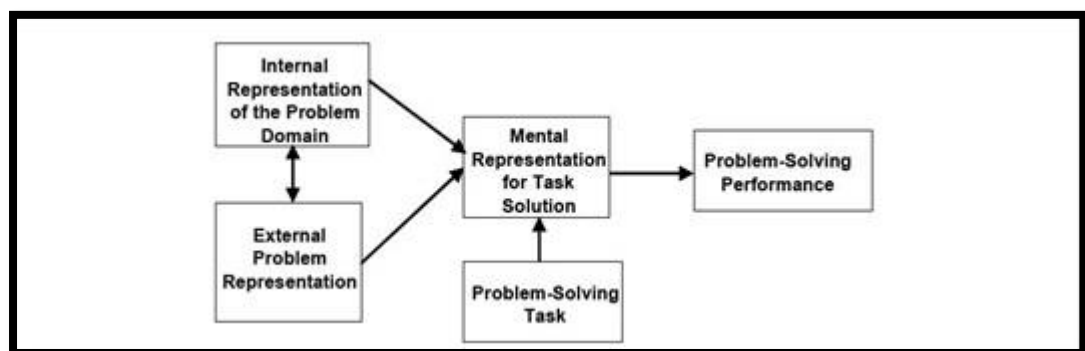 Internal
Representation
of the Problem
Domain
External
Problem
Representation
Mental
Representation
for Task
Solution
Problem-Solving
Task
Problem-Solving
Performance